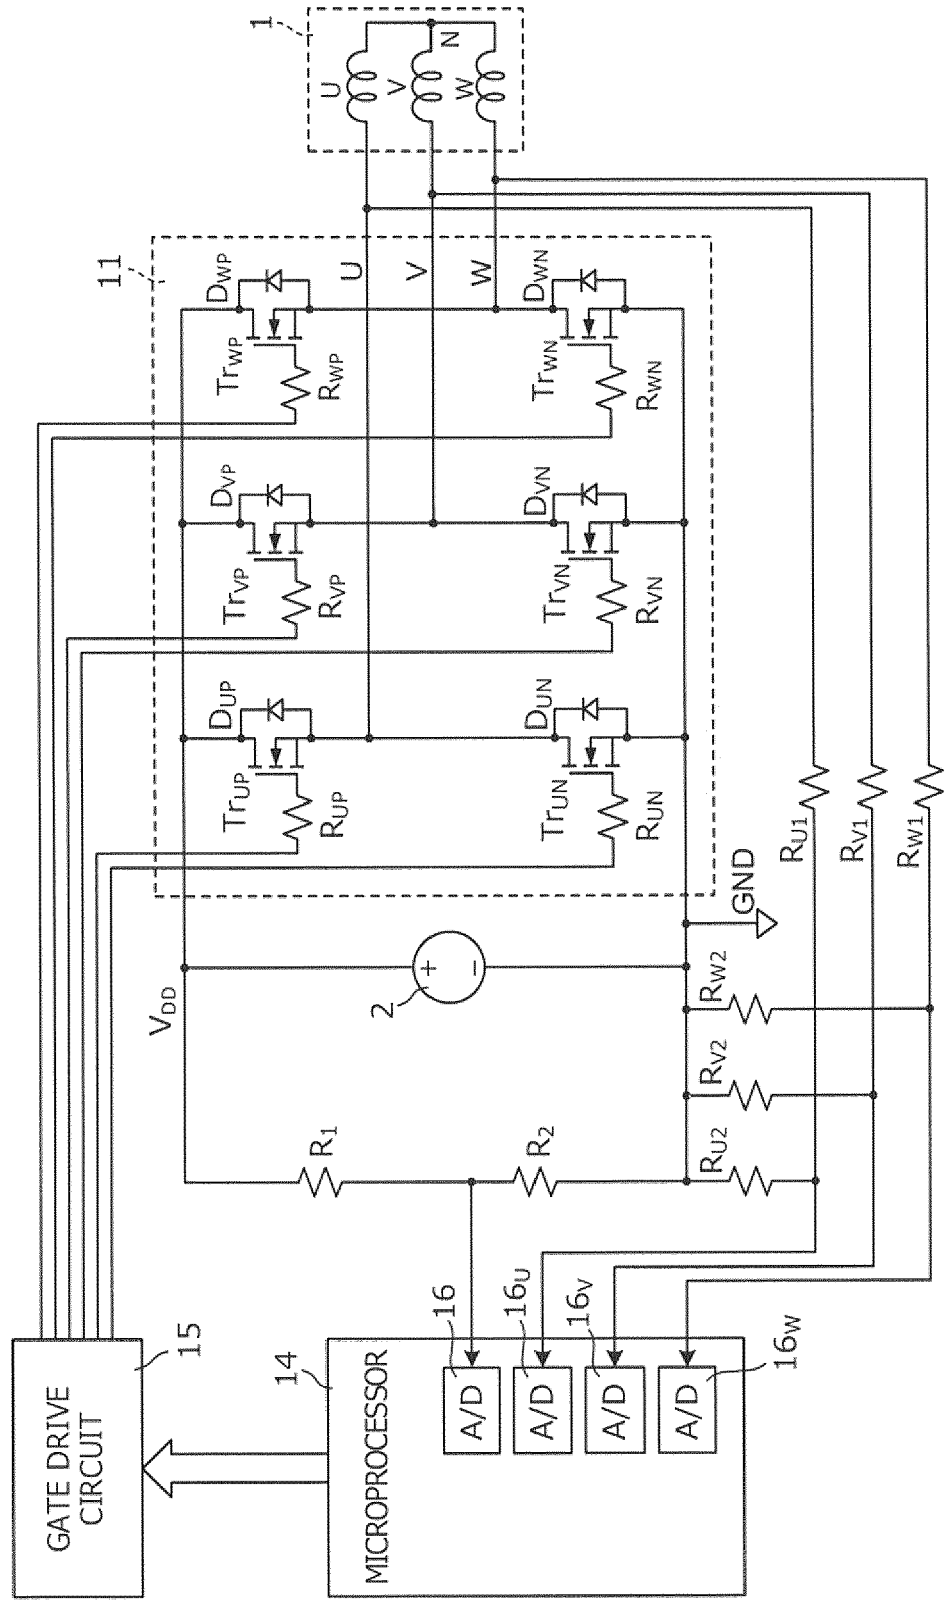 GATE DRIVE
CIRCUIT
15
MICROPROCESSOR
14
A/D
16
A/D
16U
A/D
16V
A/D
16W
VDD
2
+
−
R1
R2
RU2
RV2
RW2
GND
RU1
RV1
RW1
11
TrUP
DUP
RUP
TrUN
DUN
RUN
TrVP
DVP
RVP
TrVN
DVN
RVN
TrWP
DWP
RWP
TrWN
DWN
RWN
U
V
W
1
U
V
W
N